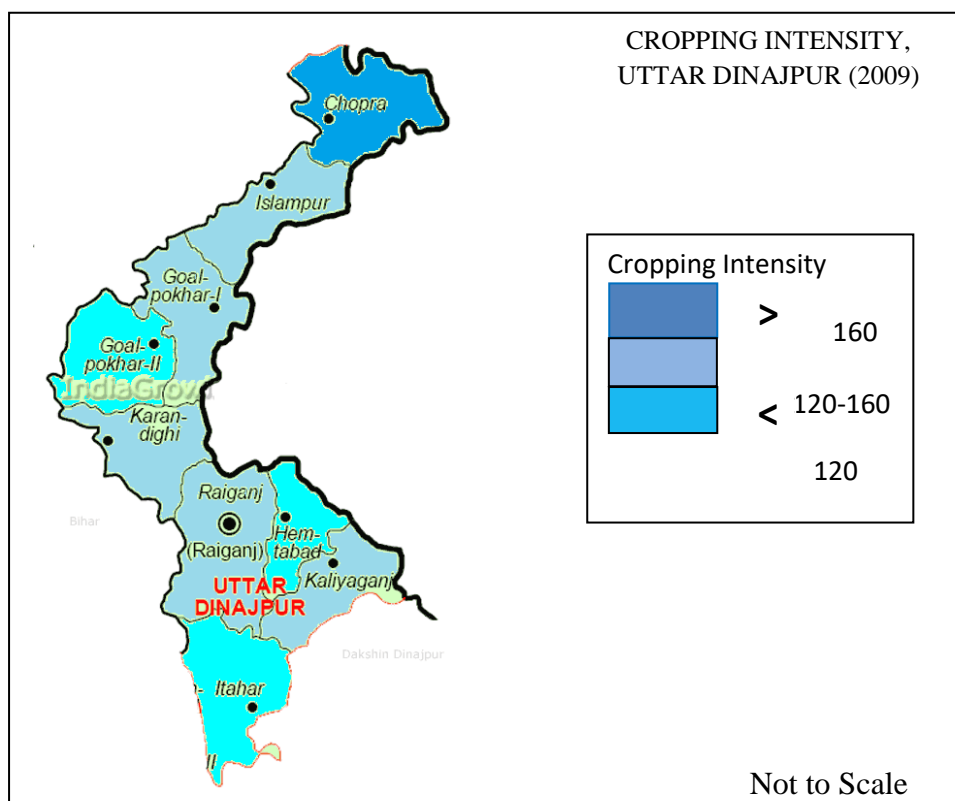 CROPPING INTENSITY,
UTTAR DINAJPUR (2009)
Chopra
Islampur
Goal-
pokhar-I
Goal-
pokhar-II
Karan-
dighi
Raiganj
(Raiganj)
Hem-
tabad
Kaliyaganj
UTTAR
DINAJPUR
Bihar
Dakshin Dinajpur
Itahar
II
Cropping Intensity
>
160
< 120-160
120
Not to Scale